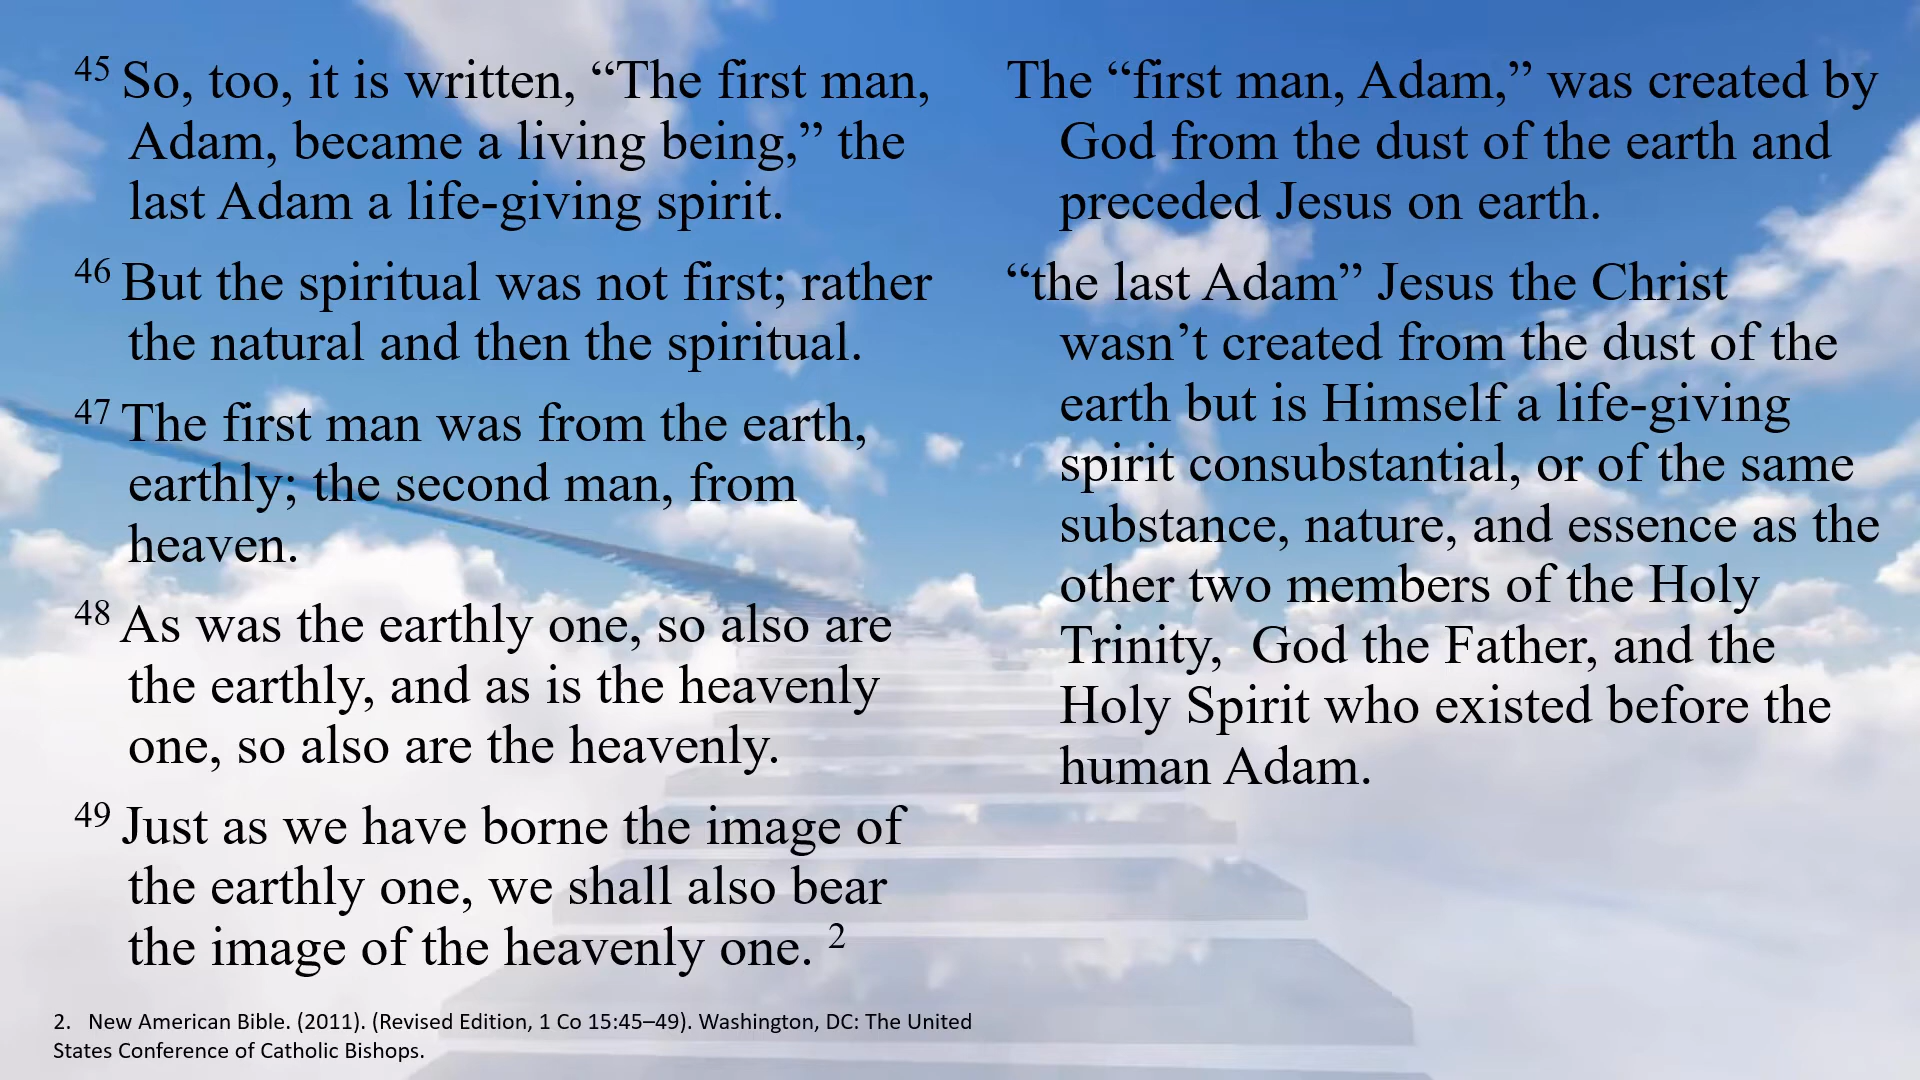 45 So, too, it is written, “The first man,
Adam, became a living being,” the
last Adam a life-giving spirit.
46 But the spiritual was not first; rather
the natural and then the spiritual.
47 The first man was from the earth,
earthly; the second man, from
heaven.
48 As was the earthly one, so also are
the earthly, and as is the heavenly
one, so also are the heavenly.
49 Just as we have borne the image of
the earthly one, we shall also bear
the image of the heavenly one. 2
2. New American Bible. (2011). (Revised Edition, 1 Co 15:45–49). Washington, DC: The United
States Conference of Catholic Bishops.
The “first man, Adam,” was created by
God from the dust of the earth and
preceded Jesus on earth.
“the last Adam” Jesus the Christ
wasn’t created from the dust of the
earth but is Himself a life-giving
spirit consubstantial, or of the same
substance, nature, and essence as the
other two members of the Holy
Trinity,  God the Father, and the
Holy Spirit who existed before the
human Adam.